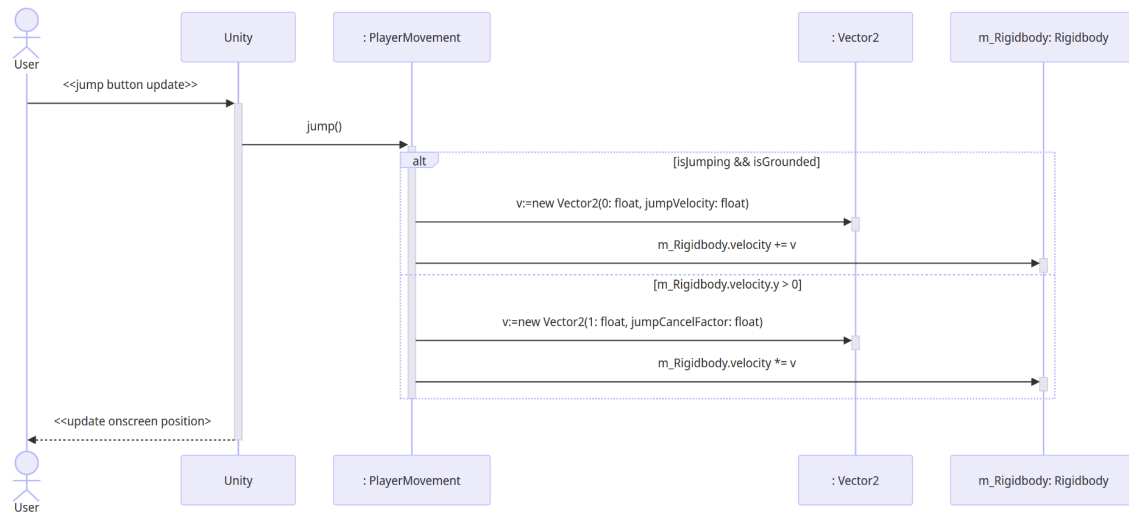 User
Unity
: PlayerMovement
: Vector2
m_Rigidbody: Rigidbody
<<jump button update>>
jump()
alt
[isJumping && isGrounded]
v:=new Vector2(0: float, jumpVelocity: float)
m_Rigidbody.velocity += v
[m_Rigidbody.velocity.y > 0]
v:=new Vector2(1: float, jumpCancelFactor: float)
m_Rigidbody.velocity *= v
<<update onscreen position>
User
Unity
: PlayerMovement
: Vector2
m_Rigidbody: Rigidbody